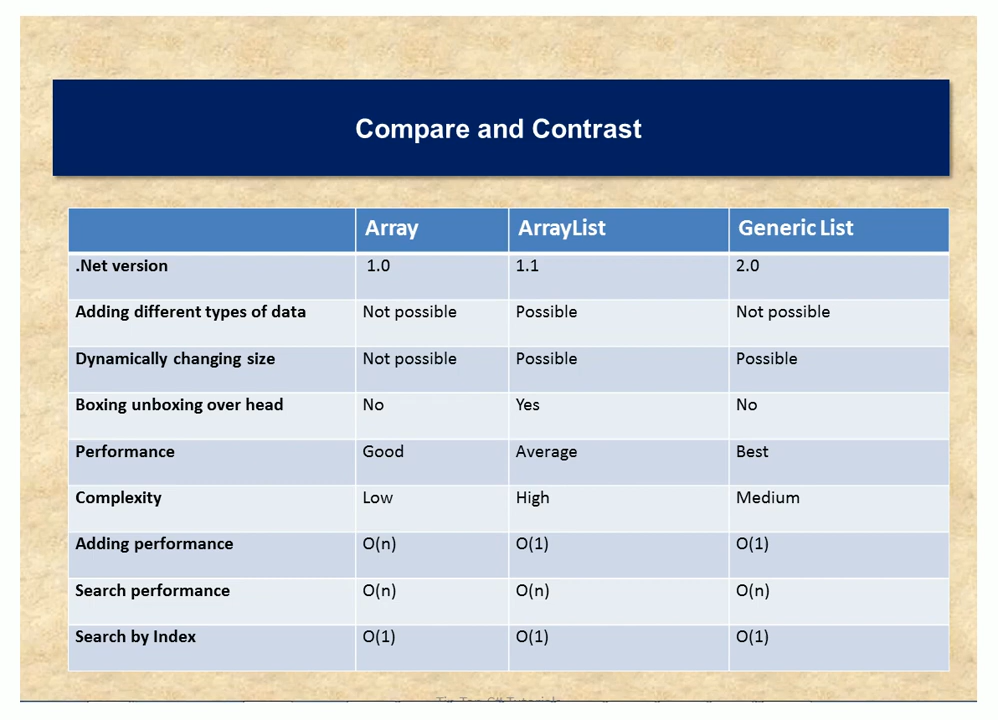 Compare and Contrast
Array ArrayList Generic List
.Net version 1.0 1.1 2.0
Adding different types of data Not possible Possible Not possible
Dynamically changing size Not possible Possible Possible
Boxing unboxing over head No Yes No
Performance Good Average Best
Complexity Low High Medium
Adding performance O(n) O(1) O(1)
Search performance O(n) O(n) O(n)
Search by Index O(1) O(1) O(1)